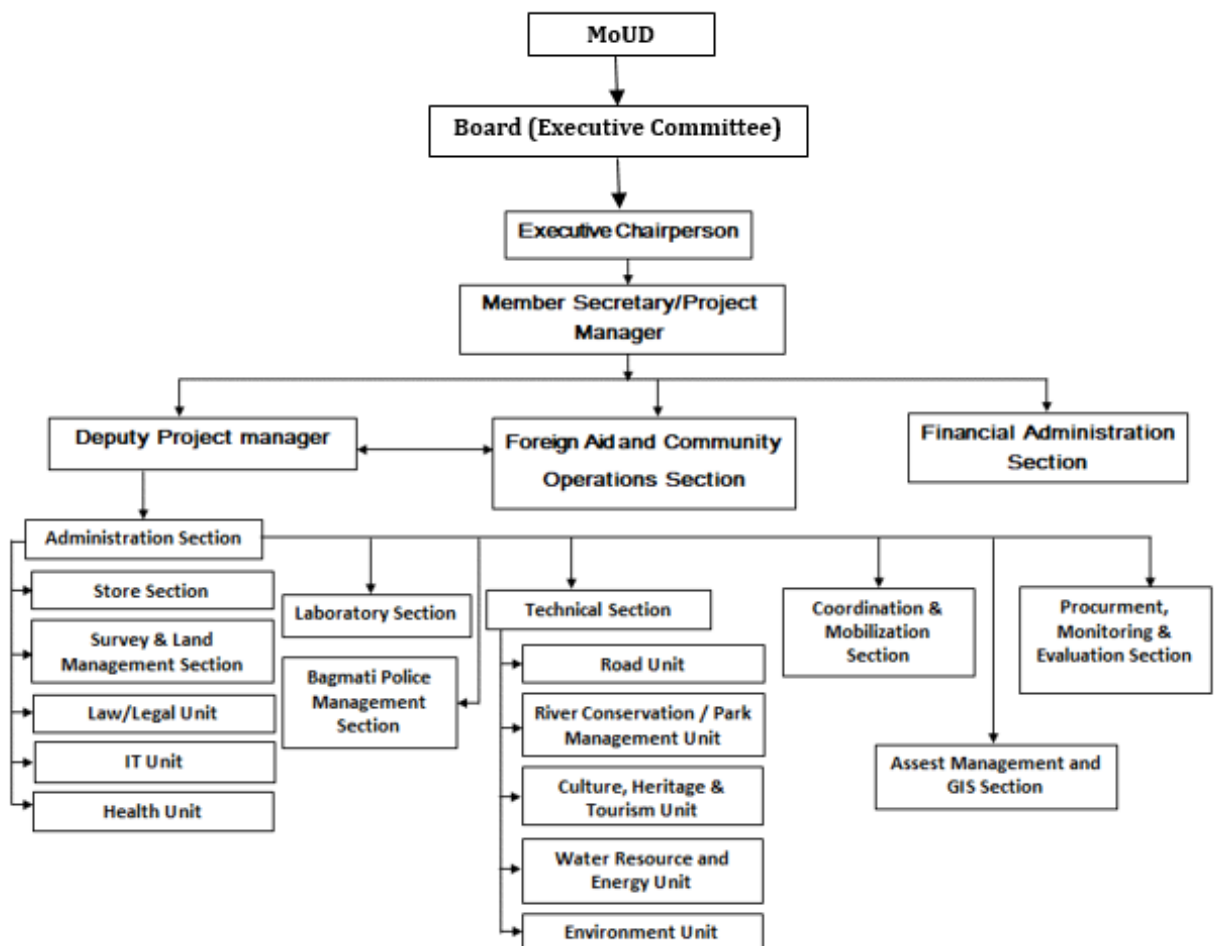 MoUD
Board (Executive Committee)
Executive Chairperson
Member Secretary/Project
Manager
Deputy Project manager
Foreign Aid and Community
Operations Section
Financial Administration
Section
Administration Section
Store Section
Survey & Land
Management Section
Law/Legal Unit
IT Unit
Health Unit
Laboratory Section
Bagmati Police
Management
Section
Technical Section
Road Unit
River Conservation / Park
Management Unit
Culture, Heritage &
Tourism Unit
Water Resource and
Energy Unit
Environment Unit
Coordination &
Mobilization
Section
Assest Management and
GIS Section
Procurment,
Monitoring &
Evaluation Section